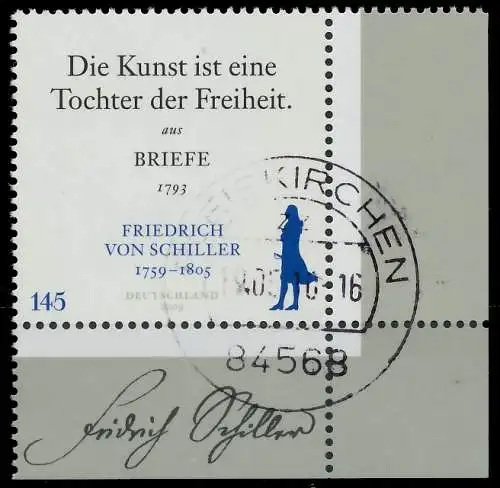 Die Kunst ist eine
Tochter der Freiheit.
aus
BRIEFE
1793
FRIEDRICH
VON SCHILLER
1759–1805
145
DEUTSCHLAND
2009
KIRCHEN
16
84568
Friedrich Schiller